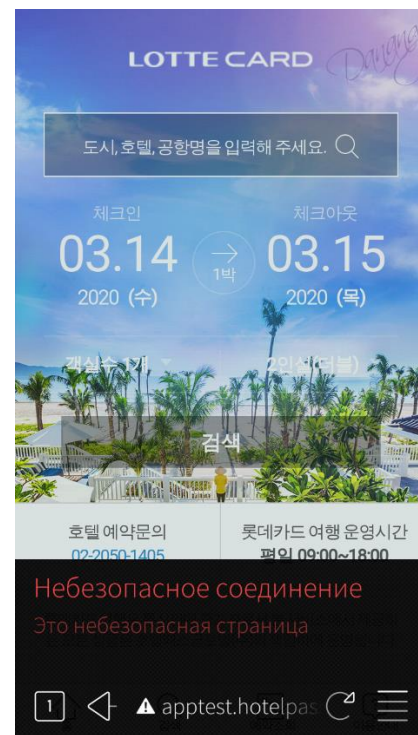 LOTTE CARD
도시,호텔,공항명을 입력해 주세요.
체크인
체크아웃
03.14
1박
03.15
2020 (수)
2020 (목)
객실수 1개
2인실(더블)
검색
호텔 예약문의
롯데카드 여행 운영시간
02-2050-1405
평일 09:00~18:00
Небезопасное соединение
Это небезопасная страница
1
apptest.hotelpas